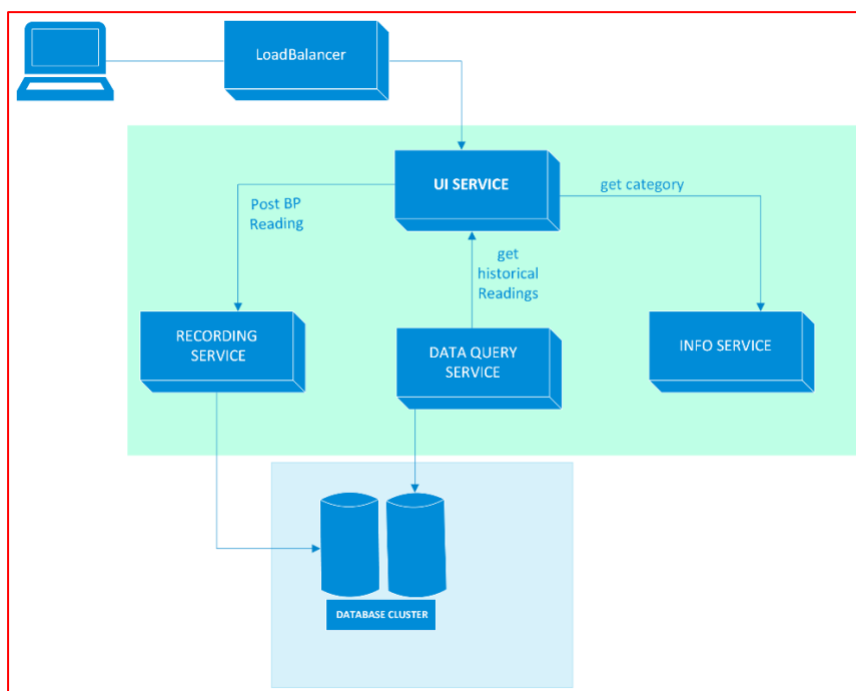 LoadBalancer
UI SERVICE
get category
Post BP
Reading
get
historical
Readings
RECORDING
SERVICE
DATA QUERY
SERVICE
INFO SERVICE
DATABASE CLUSTER